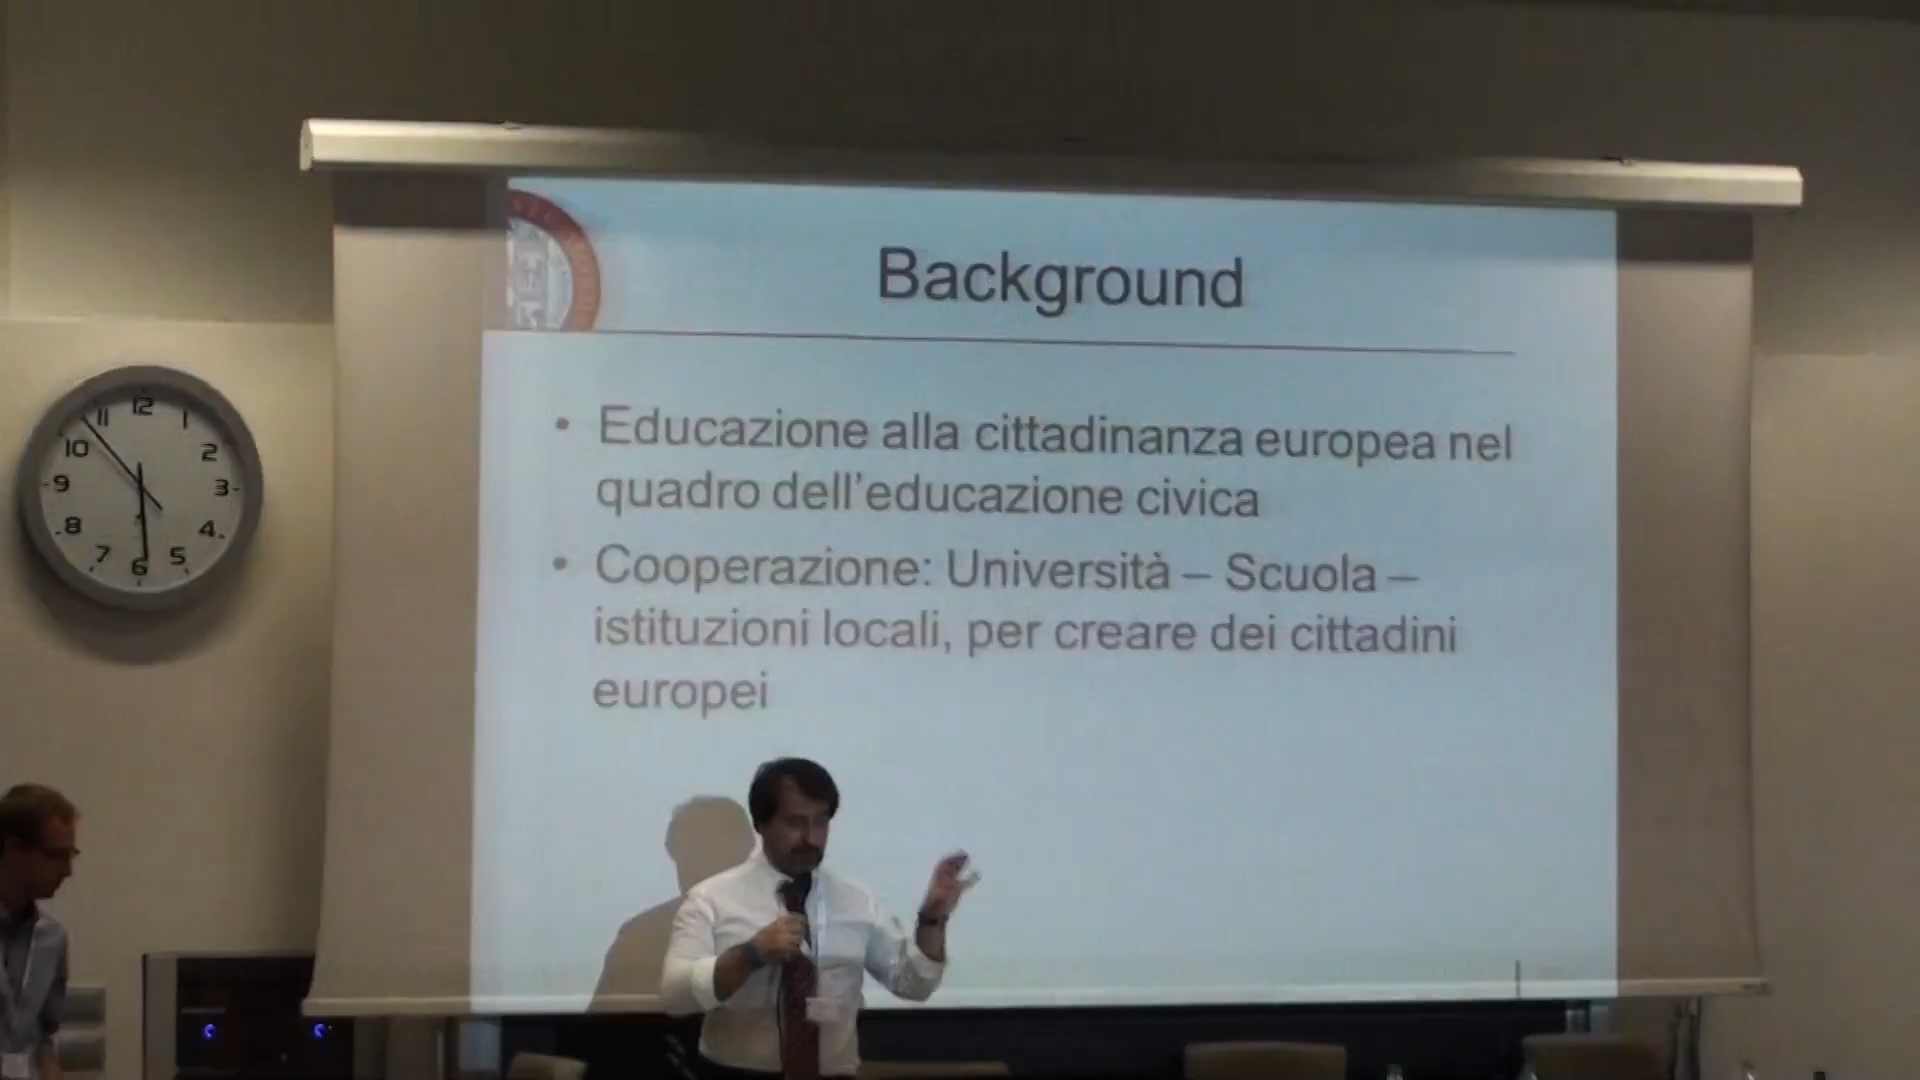 Background
• Educazione alla cittadinanza europea nel
quadro dell'educazione civica
• Cooperazione: Università – Scuola –
istituzioni locali, per creare dei cittadini
europei
12
11 1
10 2
9 3
8 4
7 6 5